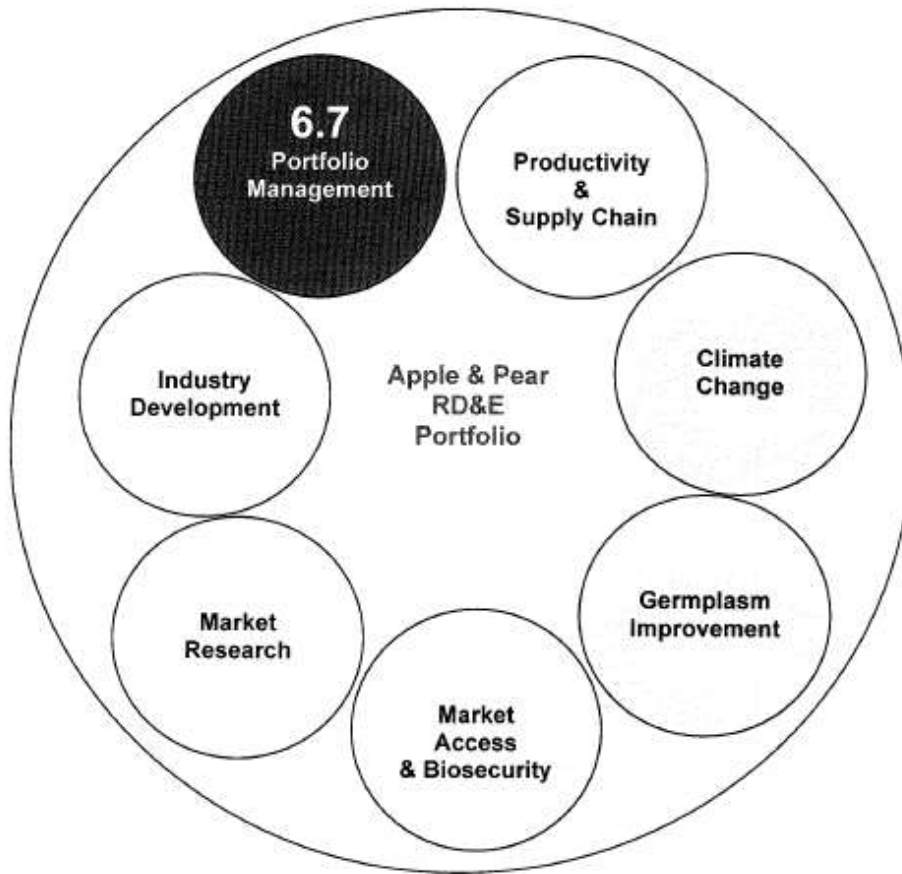 6.7
Portfolio
Management
Productivity
&
Supply Chain
Climate
Change
Germplasm
Improvement
Market
Access
& Biosecurity
Market
Research
Industry
Development
Apple & Pear
RD&E
Portfolio